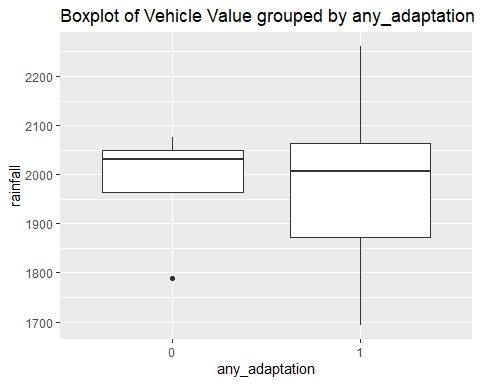 Boxplot of Vehicle Value grouped by any_adaptation
2200
2100
2000
1900
1800
1700
rainfall
0
1
any_adaptation